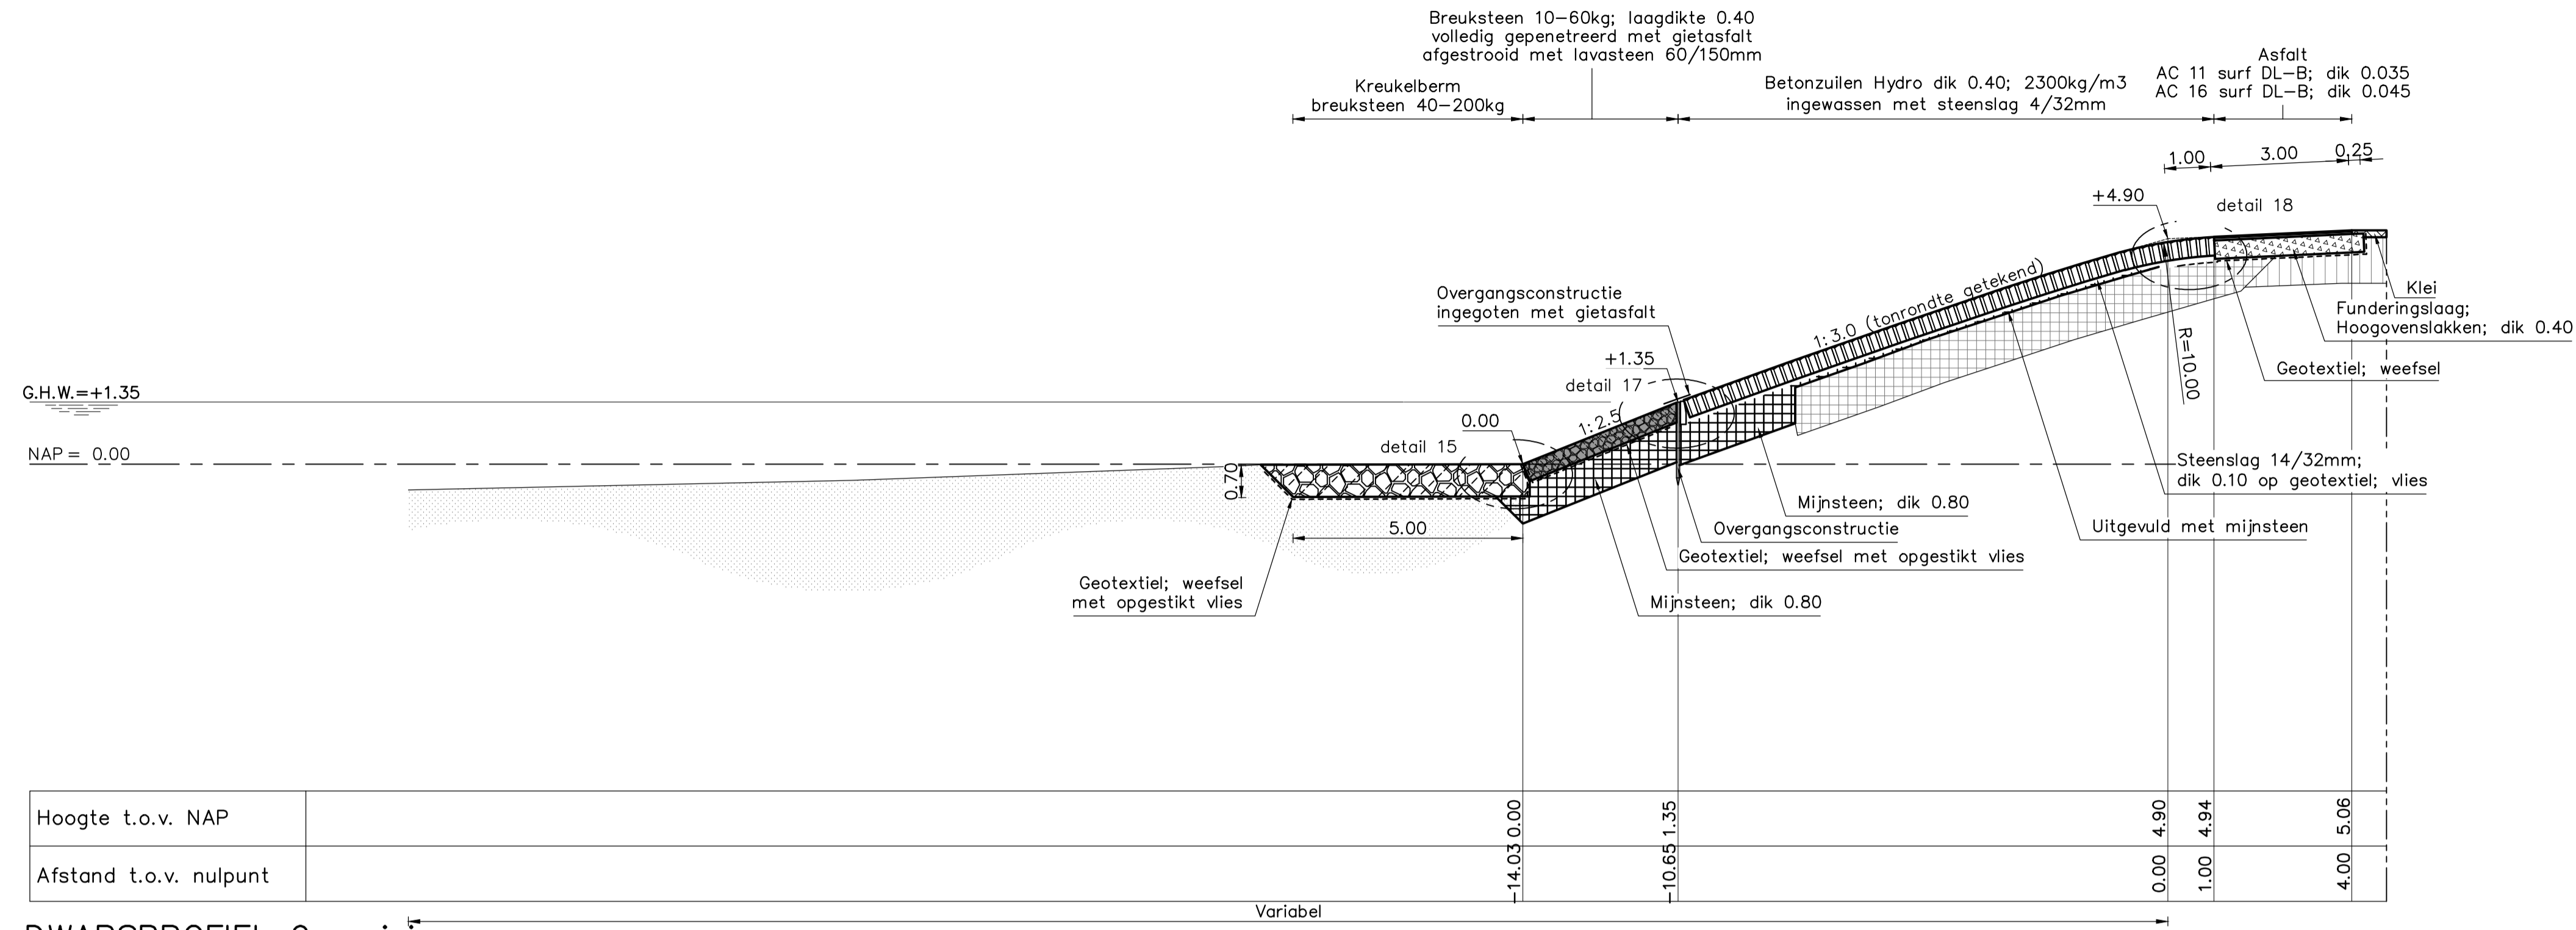 Breuksteen 10-60kg; laagdikte 0.40
volledig gepenetreerd met gietasfalt
afgestrooid met lavasteen 60/150mm
Kreukelberm
breuksteen 40-200kg
Betonzuilen Hydro dik 0.40; 2300kg/m3
ingewassen met steenslag 4/32mm
Asfalt
AC 11 surf DL-B; dik 0.035
AC 16 surf DL-B; dik 0.045
1.00
3.00
0.25
+4.90
detail 18
1:3.0 (tonrondte getekend)
Overgangsconstructie
ingegoten met gietasfalt
Klei
Funderingslaag;
Hoogovenslakken; dik 0.40
Geotextiel; weefsel
R=10.00
+1.35
detail 17
G.H.W.=+1.35
1:2.5
0.00
detail 15
NAP= 0.00
0.70
Steenslag 14/32mm;
dik 0.10 op geotextiel; vlies
Mijnsteen; dik 0.80
5.00
Overgangsconstructie
Uitgevuld met mijnsteen
Geotextiel; weefsel met opgestikt vlies
Geotextiel; weefsel
met opgestikt vlies
Mijnsteen; dik 0.80
Hoogte t.o.v. NAP
0.00
1.35
4.90
4.94
5.06
Afstand t.o.v. nulpunt
-14.03
-10.65
0.00
1.00
4.00
Variabel